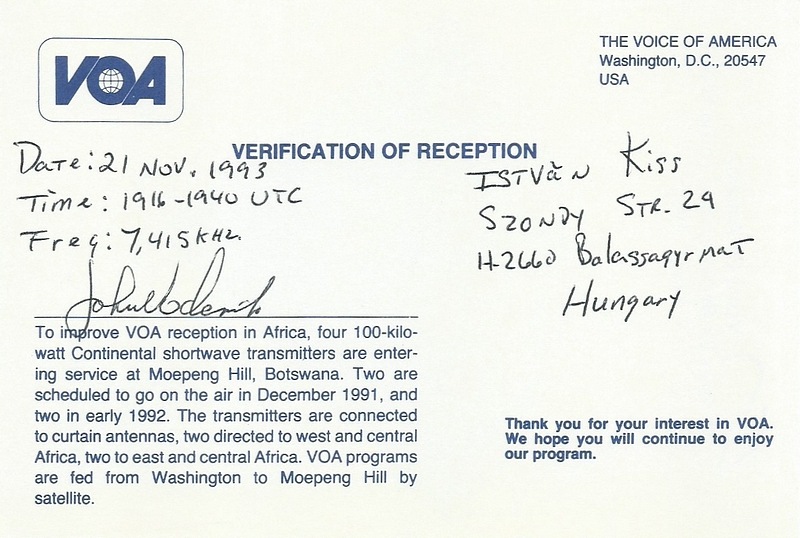 VOA
THE VOICE OF AMERICA
Washington, D.C., 20547
USA
VERIFICATION OF RECEPTION
Date: 21 NOV. 1993
Time: 1916-1940 UTC
Freq: 7,415 KHz.
ISTVÁN Kiss
SZONDY STR. 29
H-2660 Balassagyrmat
Hungary
To improve VOA reception in Africa, four 100-kilo-
watt Continental shortwave transmitters are enter-
ing service at Moepeng Hill, Botswana. Two are
scheduled to go on the air in December 1991, and
two in early 1992. The transmitters are connected
to curtain antennas, two directed to west and central
Africa, two to east and central Africa. VOA programs
are fed from Washington to Moepeng Hill by
satellite.
Thank you for your interest in VOA.
We hope you will continue to enjoy
our program.